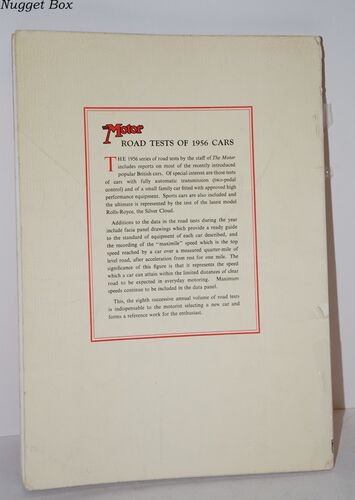 Nugget Box
The Motor
ROAD TESTS OF 1956 CARS
THE 1956 series of road tests by the staff of The Motor
includes reports on most of the recently introduced
popular British cars. Of special interest are those tests
of cars with fully automatic transmission (two-pedal
control) and of a small family car fitted with approved high
performance equipment. Sports cars are also included and
the ultimate is represented by the test of the latest model
Rolls-Royce, the Silver Cloud.
Additions to the data in the road tests during the year
include facia panel drawings which provide a ready guide
to the standard of equipment of each car described, and
the recording of the "maximile" speed which is the top
speed reached by a car over a measured quarter-mile of
level road, after acceleration from rest for one mile. The
significance of this figure is that it represents the speed
which a car can attain within the limited distances of clear
road to be expected in everyday motoring. Maximum
speeds continue to be included in the data panel.
This, the eighth successive annual volume of road tests
is indispensable to the motorist selecting a new car and
forms a reference work for the enthusiast.